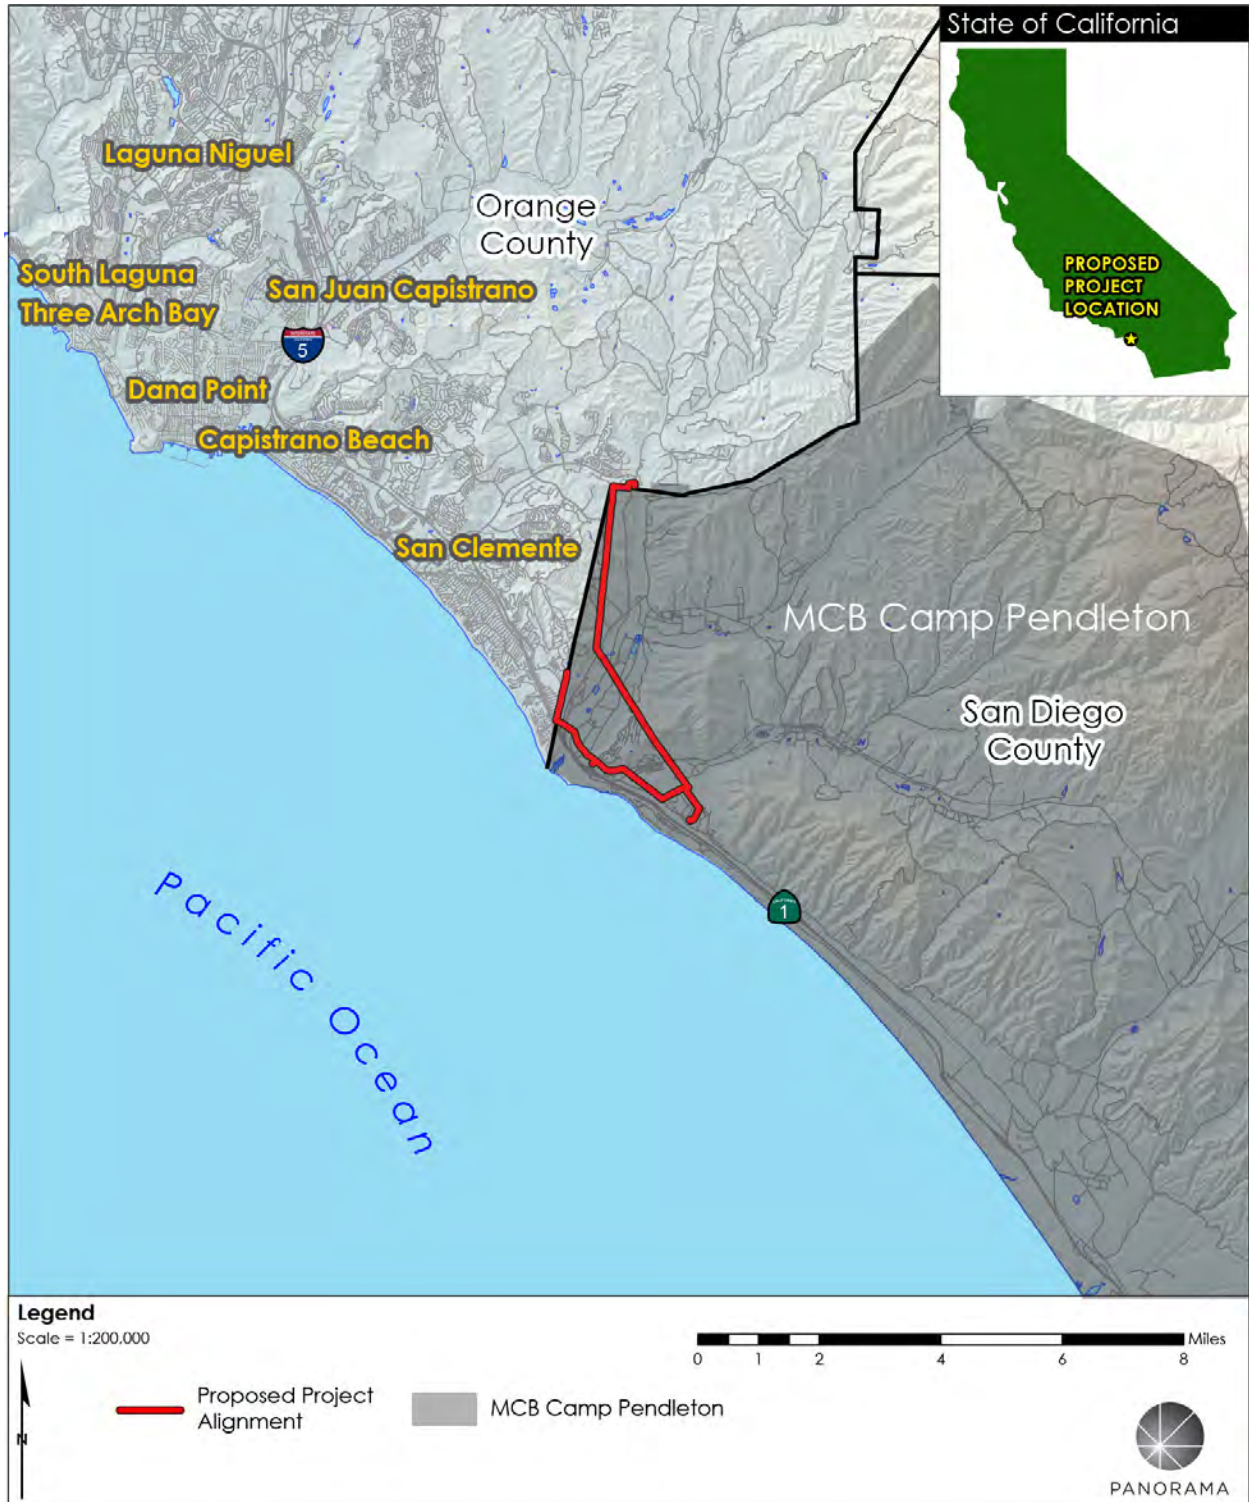 State of California
PROPOSED
PROJECT
LOCATION
Laguna Niguel
Orange
County
South Laguna
San Juan Capistrano
Three Arch Bay
5
Dana Point
Capistrano Beach
San Clemente
MCB Camp Pendleton
San Diego
County
1
Pacific Ocean
Legend
Scale = 1:200.000
Miles
0 1 2 4 6 8
Proposed Project
Alignment
MCB Camp Pendleton
N
PANORAMA